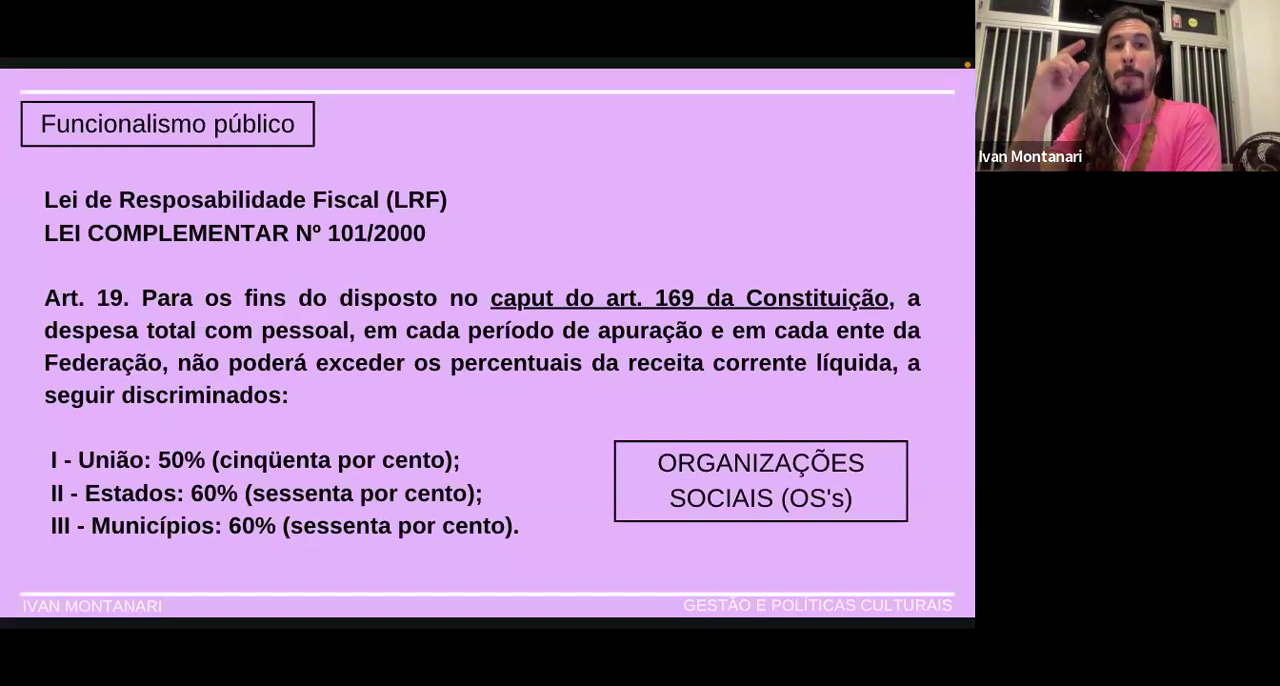 Funcionalismo público
Lei de Resposabilidade Fiscal (LRF)
LEI COMPLEMENTAR Nº 101/2000
Art. 19. Para os fins do disposto no caput do art. 169 da Constituição, a
despesa total com pessoal, em cada período de apuração e em cada ente da
Federação, não poderá exceder os percentuais da receita corrente líquida, a
seguir discriminados:
I - União: 50% (cinqüenta por cento);
II - Estados: 60% (sessenta por cento);
III - Municípios: 60% (sessenta por cento).
ORGANIZAÇÕES
SOCIAIS (OS's)
IVAN MONTANARI
GESTÃO E POLÍTICAS CULTURAIS
Ivan Montanari